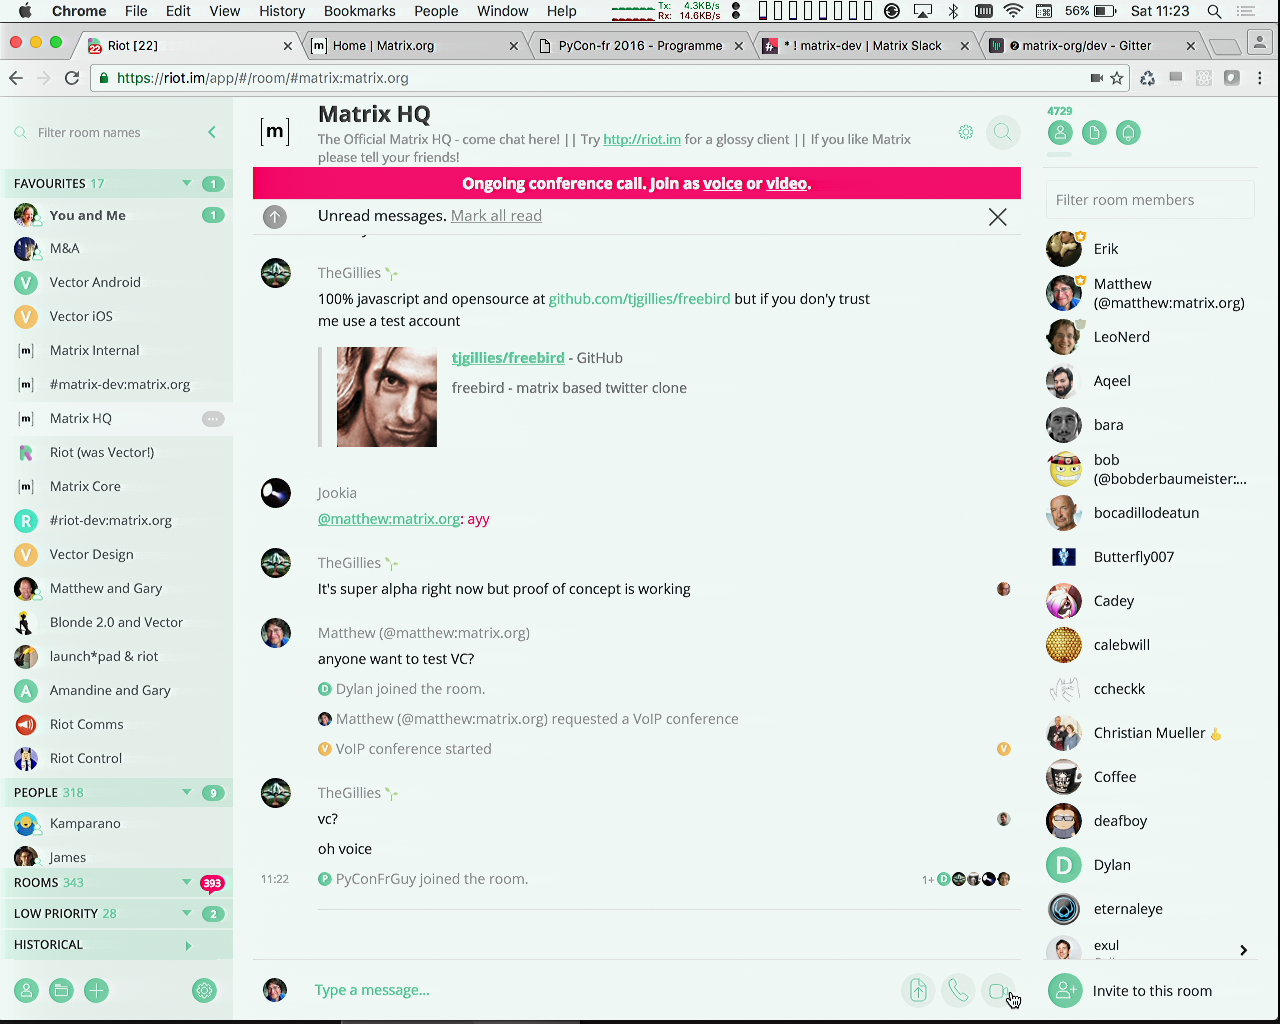 Chrome File Edit View History Bookmarks People Window Help Tx: 4.3KB/s Rx: 14.6KB/s 56% Sat 11:23
Riot [22] [m] Home | Matrix.org PyCon-fr 2016 - Programme * ! matrix-dev | Matrix Slack matrix-org/dev - Gitter
https://riot.im/app/#/room/#matrix:matrix.org
Filter room names
FAVOURITES 17 1
You and Me 1
M&A
V Vector Android
V Vector iOS
[m] Matrix Internal
[m] #matrix-dev:matrix.org
[m] Matrix HQ
Riot (was Vector!)
[m] Matrix Core
R #riot-dev:matrix.org
V Vector Design
Matthew and Gary
Blonde 2.0 and Vector
launch*pad & riot
A Amandine and Gary
Riot Comms
Riot Control
PEOPLE 318 9
Kamparano
James
ROOMS 343 393
LOW PRIORITY 28 2
HISTORICAL
[m] Matrix HQ
The Official Matrix HQ - come chat here! || Try http://riot.im for a glossy client || If you like Matrix
please tell your friends!
Ongoing conference call. Join as voice or video.
Unread messages. Mark all read
TheGillies
100% javascript and opensource at github.com/tjgillies/freebird but if you don'y trust
me use a test account
tjgillies/freebird - GitHub
freebird - matrix based twitter clone
Jookia
@matthew:matrix.org: ayy
TheGillies
It's super alpha right now but proof of concept is working
Matthew (@matthew:matrix.org)
anyone want to test VC?
D Dylan joined the room.
Matthew (@matthew:matrix.org) requested a VoIP conference
V VoIP conference started V
TheGillies
vc?
oh voice
11:22 P PyConFrGuy joined the room. 1+ D
Type a message...
4729
Filter room members
Erik
Matthew
(@matthew:matrix.org)
LeoNerd
Aqeel
bara
bob
(@bobderbaumeister:...
bocadillodeatun
Butterfly007
Cadey
calebwill
ccheckk
Christian Mueller
Coffee
deafboy
D Dylan
eternaleye
exul
Invite to this room